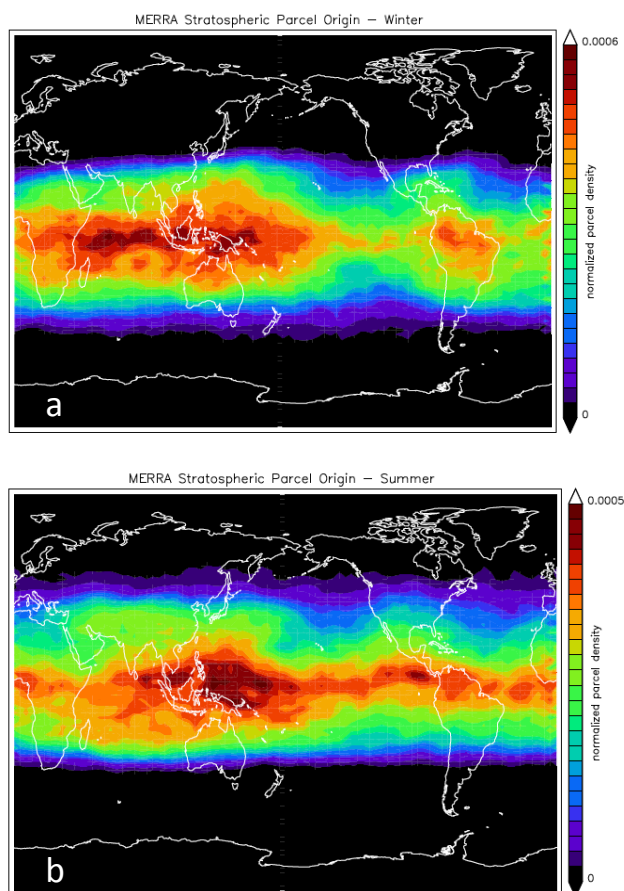 MERRA Stratospheric Parcel Origin – Winter
0.0006
normalized parcel density
0
a
MERRA Stratospheric Parcel Origin – Summer
0.0005
normalized parcel density
0
b